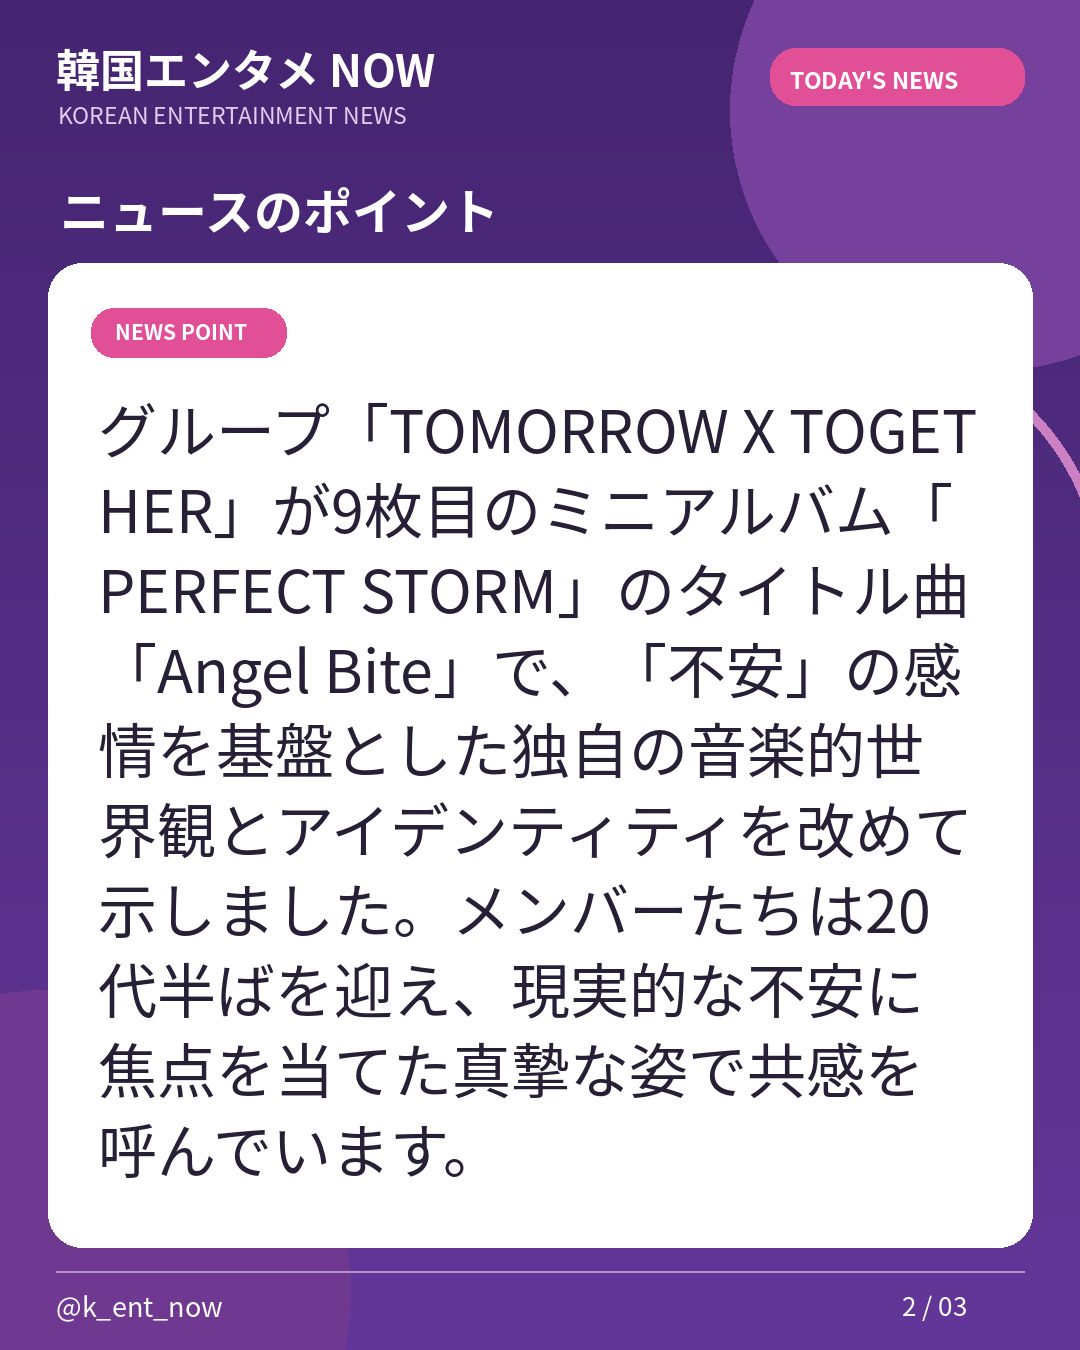 韓国エンタメ NOW
KOREAN ENTERTAINMENT NEWS
TODAY'S NEWS
ニュースのポイント
NEWS POINT
グループ「TOMORROW X TOGET
HER」が9枚目のミニアルバム「
PERFECT STORM」のタイトル曲
「Angel Bite」で、「不安」の感
情を基盤とした独自の音楽的世
界観とアイデンティティを改めて
示しました。メンバーたちは20
代半ばを迎え、現実的な不安に
焦点を当てた真摯な姿で共感を
呼んでいます。
@k_ent_now
2 / 03